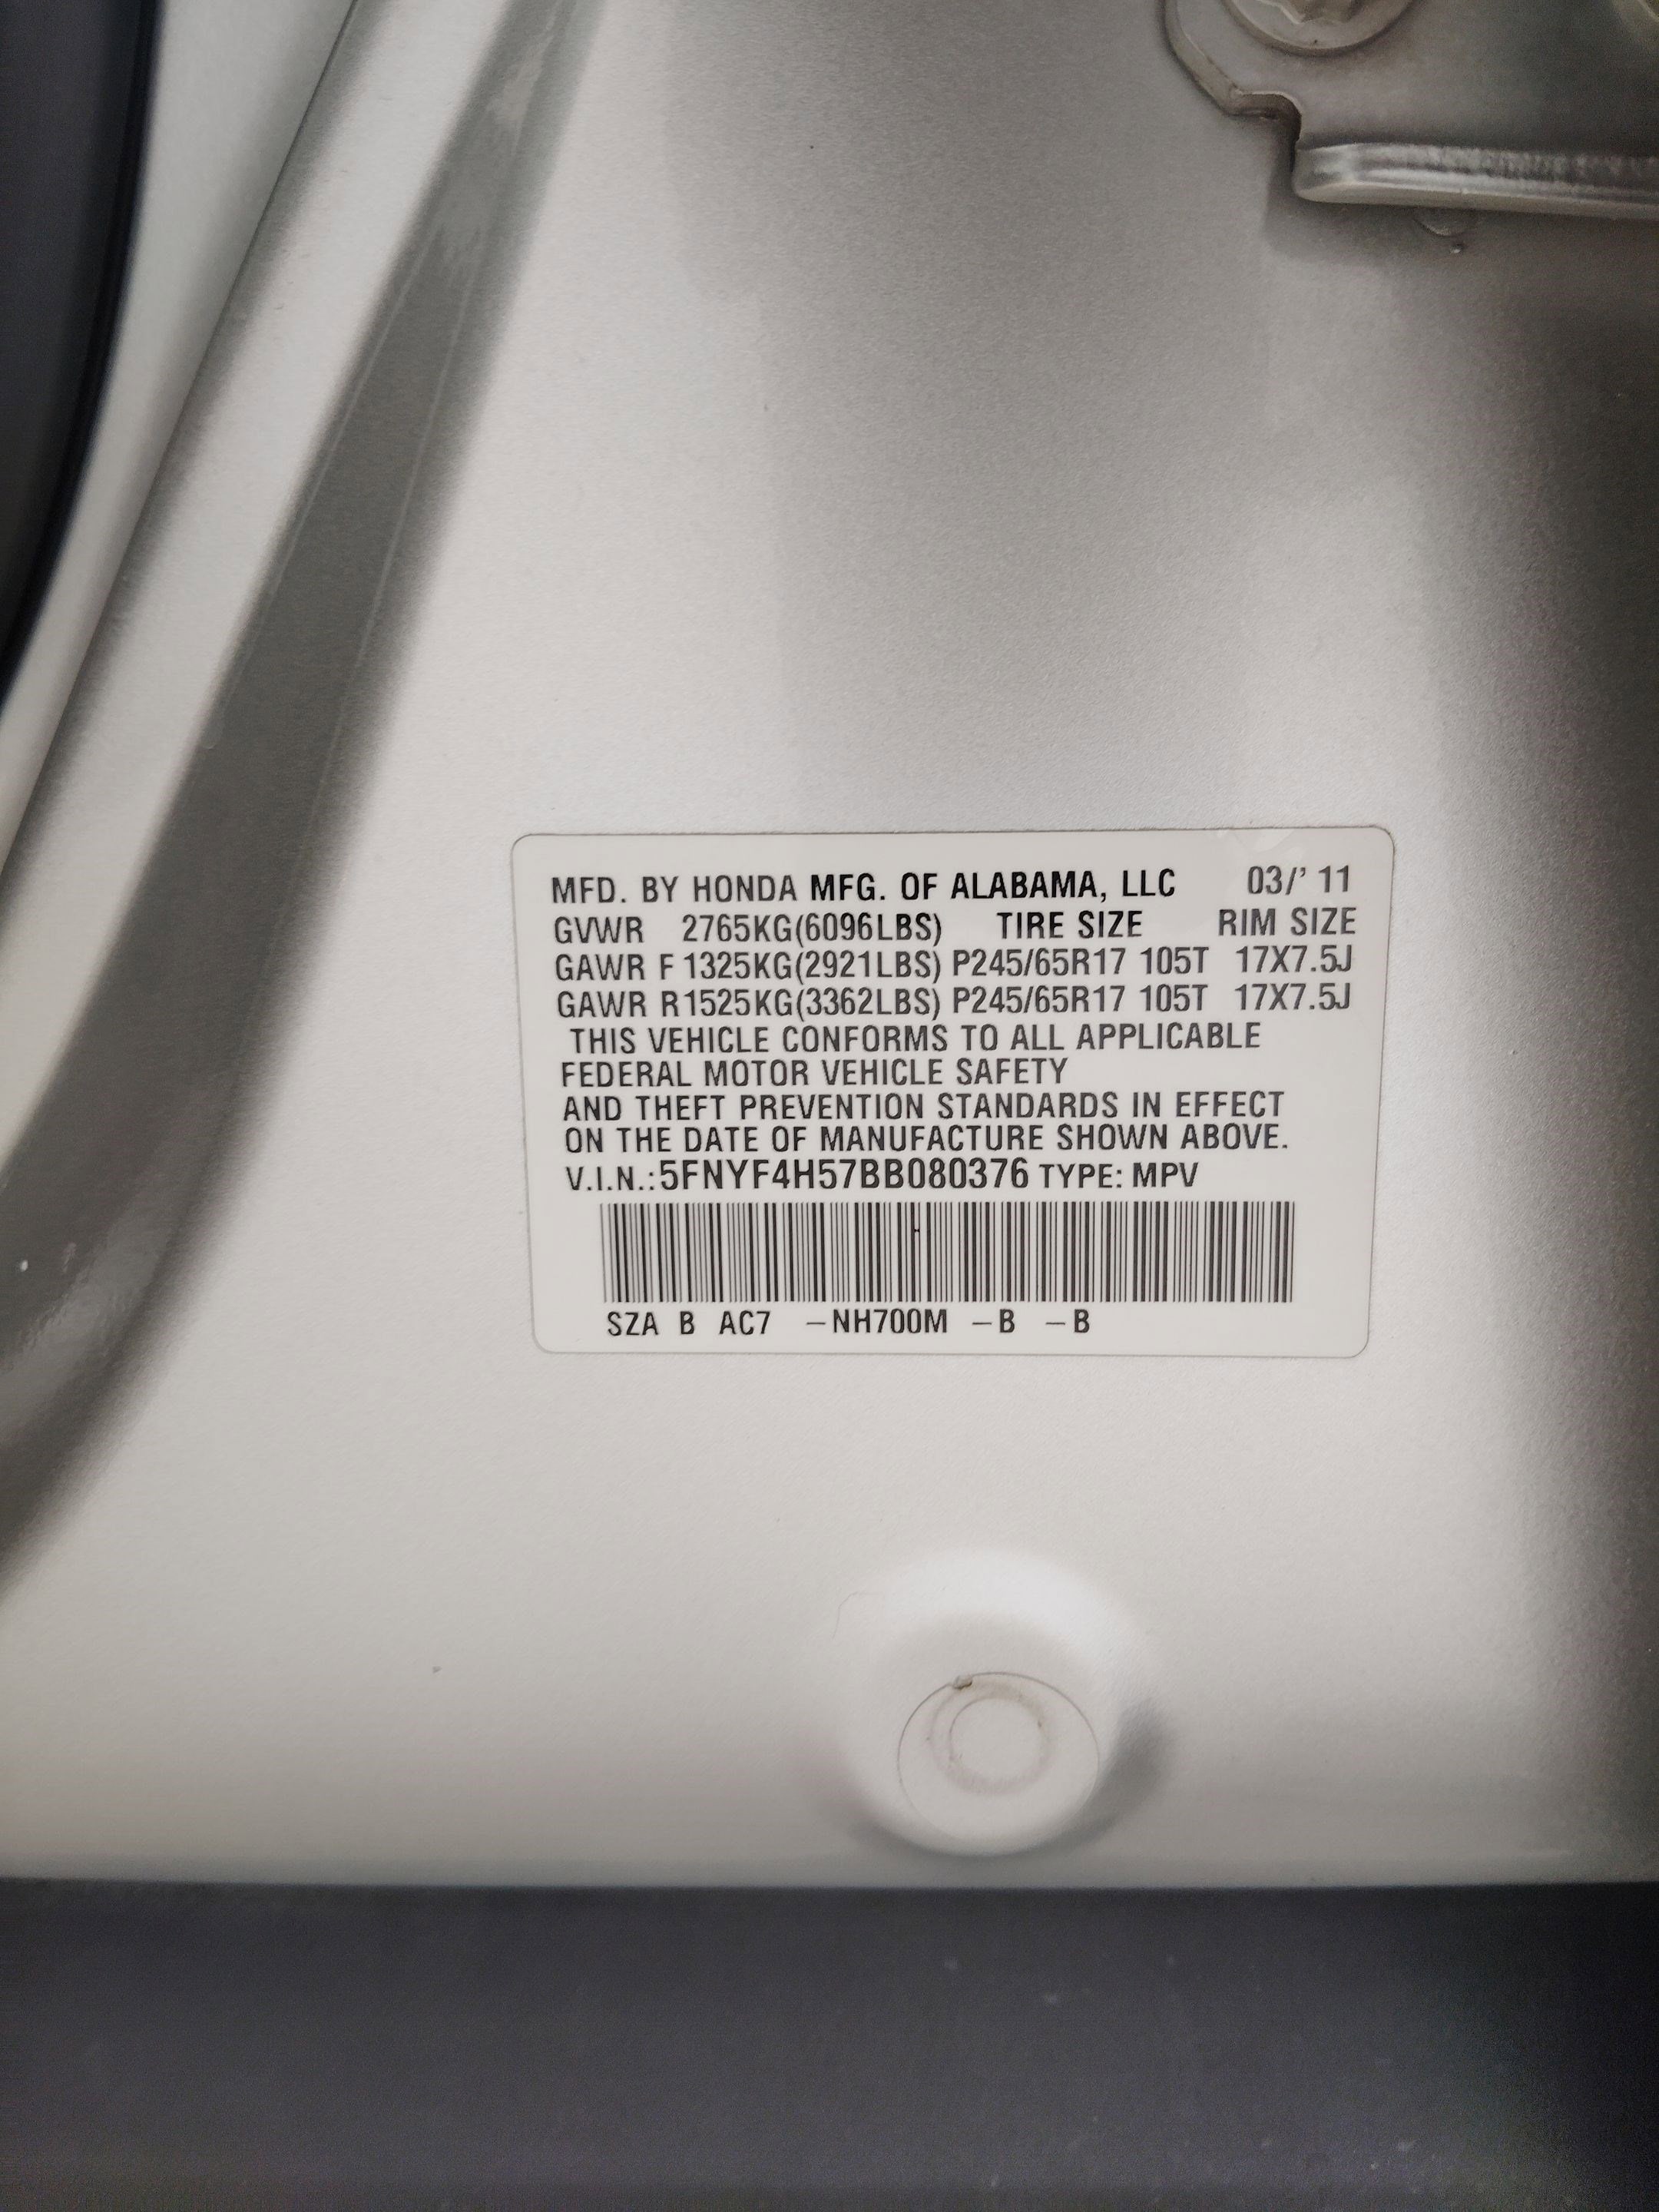 MFD. BY HONDA MFG. OF ALABAMA, LLC 03/' 11
GVWR 2765KG(6096LBS) TIRE SIZE RIM SIZE
GAWR F 1325KG(2921LBS) P245/65R17 105T 17X7.5J
GAWR R1525KG(3362LBS) P245/65R17 105T 17X7.5J
THIS VEHICLE CONFORMS TO ALL APPLICABLE
FEDERAL MOTOR VEHICLE SAFETY
AND THEFT PREVENTION STANDARDS IN EFFECT
ON THE DATE OF MANUFACTURE SHOWN ABOVE.
V.I.N.:5FNYF4H57BB080376 TYPE: MPV
SZA B AC7 –NH700M –B –B